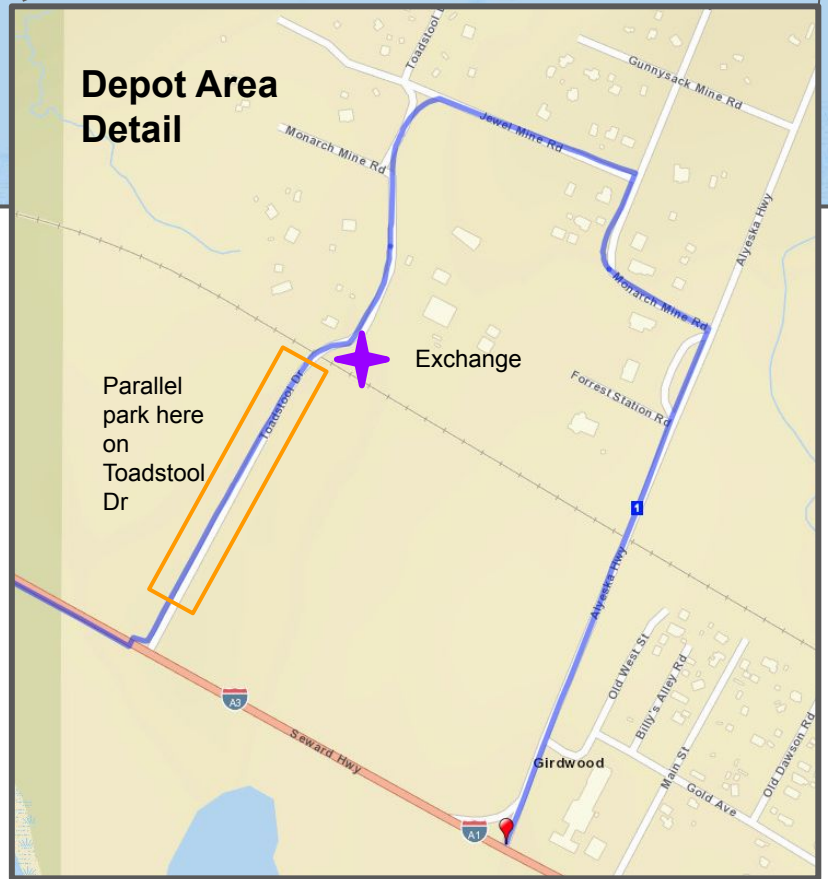 Depot Area
Detail
Toadstool D
Gunnysack Mine Rd
Jewel Mine Rd
Monarch Mine Rd
Alyeska Hwy
Monarch Mine Rd
Exchange
Forrest Station Rd
Parallel
park here
on
Toadstool
Dr
Toadstool Dr
1
Alyeska Hwy
Old West St
Billy's Alley Rd
Main St
Old Dawson Rd
A3
Seward Hwy
Girdwood
Gold Ave
A1